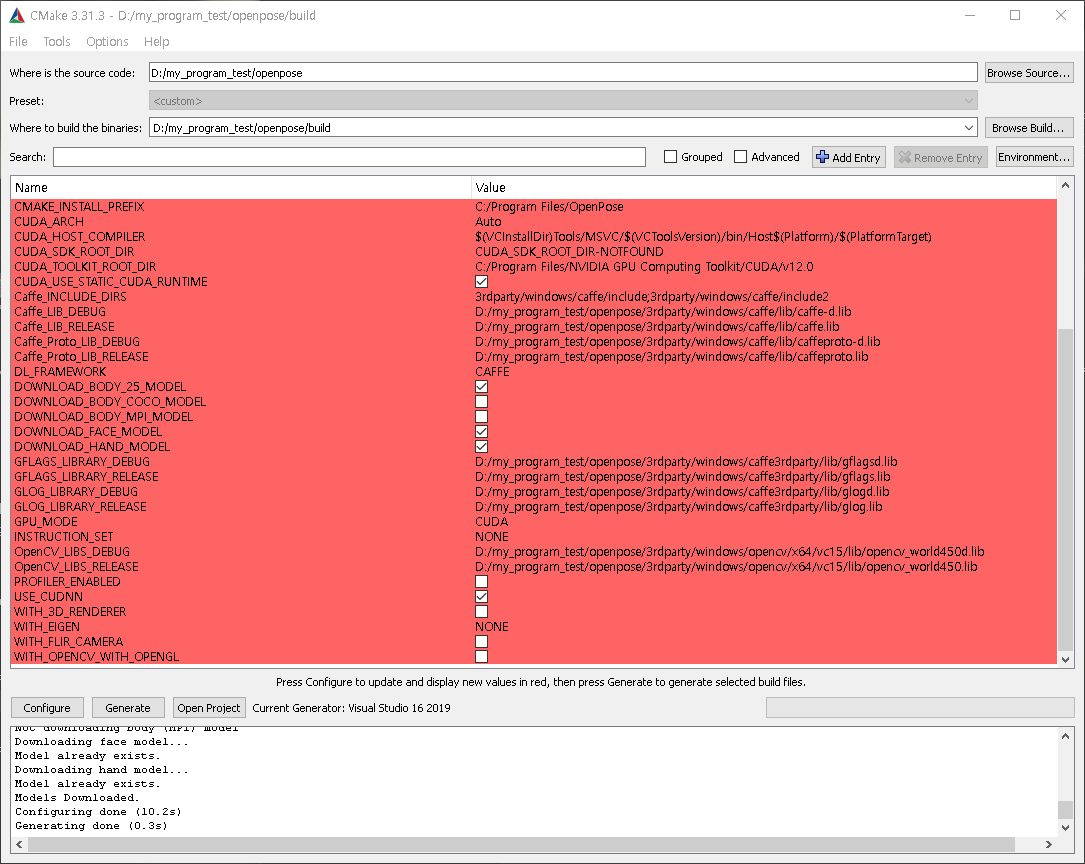 CMake 3.31.3 - D:/my_program_test/openpose/build
File Tools Options Help
Where is the source code: D:/my_program_test/openpose Browse Source...
Preset: <custom>
Where to build the binaries: D:/my_program_test/openpose/build Browse Build...
Search: Grouped Advanced Add Entry Remove Entry Environment...
Name Value
CMAKE_INSTALL_PREFIX C:/Program Files/OpenPose
CUDA_ARCH Auto
CUDA_HOST_COMPILER $(VCInstallDir)Tools/MSVC/$(VCToolsVersion)/bin/Host$(Platform)/$(PlatformTarget)
CUDA_SDK_ROOT_DIR CUDA_SDK_ROOT_DIR-NOTFOUND
CUDA_TOOLKIT_ROOT_DIR C:/Program Files/NVIDIA GPU Computing Toolkit/CUDA/v12.0
CUDA_USE_STATIC_CUDA_RUNTIME
Caffe_INCLUDE_DIRS 3rdparty/windows/caffe/include;3rdparty/windows/caffe/include2
Caffe_LIB_DEBUG D:/my_program_test/openpose/3rdparty/windows/caffe/lib/caffe-d.lib
Caffe_LIB_RELEASE D:/my_program_test/openpose/3rdparty/windows/caffe/lib/caffe.lib
Caffe_Proto_LIB_DEBUG D:/my_program_test/openpose/3rdparty/windows/caffe/lib/caffeproto-d.lib
Caffe_Proto_LIB_RELEASE D:/my_program_test/openpose/3rdparty/windows/caffe/lib/caffeproto.lib
DL_FRAMEWORK CAFFE
DOWNLOAD_BODY_25_MODEL
DOWNLOAD_BODY_COCO_MODEL
DOWNLOAD_BODY_MPI_MODEL
DOWNLOAD_FACE_MODEL
DOWNLOAD_HAND_MODEL
GFLAGS_LIBRARY_DEBUG D:/my_program_test/openpose/3rdparty/windows/caffe3rdparty/lib/gflagsd.lib
GFLAGS_LIBRARY_RELEASE D:/my_program_test/openpose/3rdparty/windows/caffe3rdparty/lib/gflags.lib
GLOG_LIBRARY_DEBUG D:/my_program_test/openpose/3rdparty/windows/caffe3rdparty/lib/glogd.lib
GLOG_LIBRARY_RELEASE D:/my_program_test/openpose/3rdparty/windows/caffe3rdparty/lib/glog.lib
GPU_MODE CUDA
INSTRUCTION_SET NONE
OpenCV_LIBS_DEBUG D:/my_program_test/openpose/3rdparty/windows/opencv/x64/vc15/lib/opencv_world450d.lib
OpenCV_LIBS_RELEASE D:/my_program_test/openpose/3rdparty/windows/opencv/x64/vc15/lib/opencv_world450.lib
PROFILER_ENABLED
USE_CUDNN
WITH_3D_RENDERER
WITH_EIGEN NONE
WITH_FLIR_CAMERA
WITH_OPENCV_WITH_OPENGL
Press Configure to update and display new values in red, then press Generate to generate selected build files.
Configure Generate Open Project Current Generator: Visual Studio 16 2019
Not downloading body (MPI) model
Downloading face model...
Model already exists.
Downloading hand model...
Model already exists.
Models Downloaded.
Configuring done (10.2s)
Generating done (0.3s)